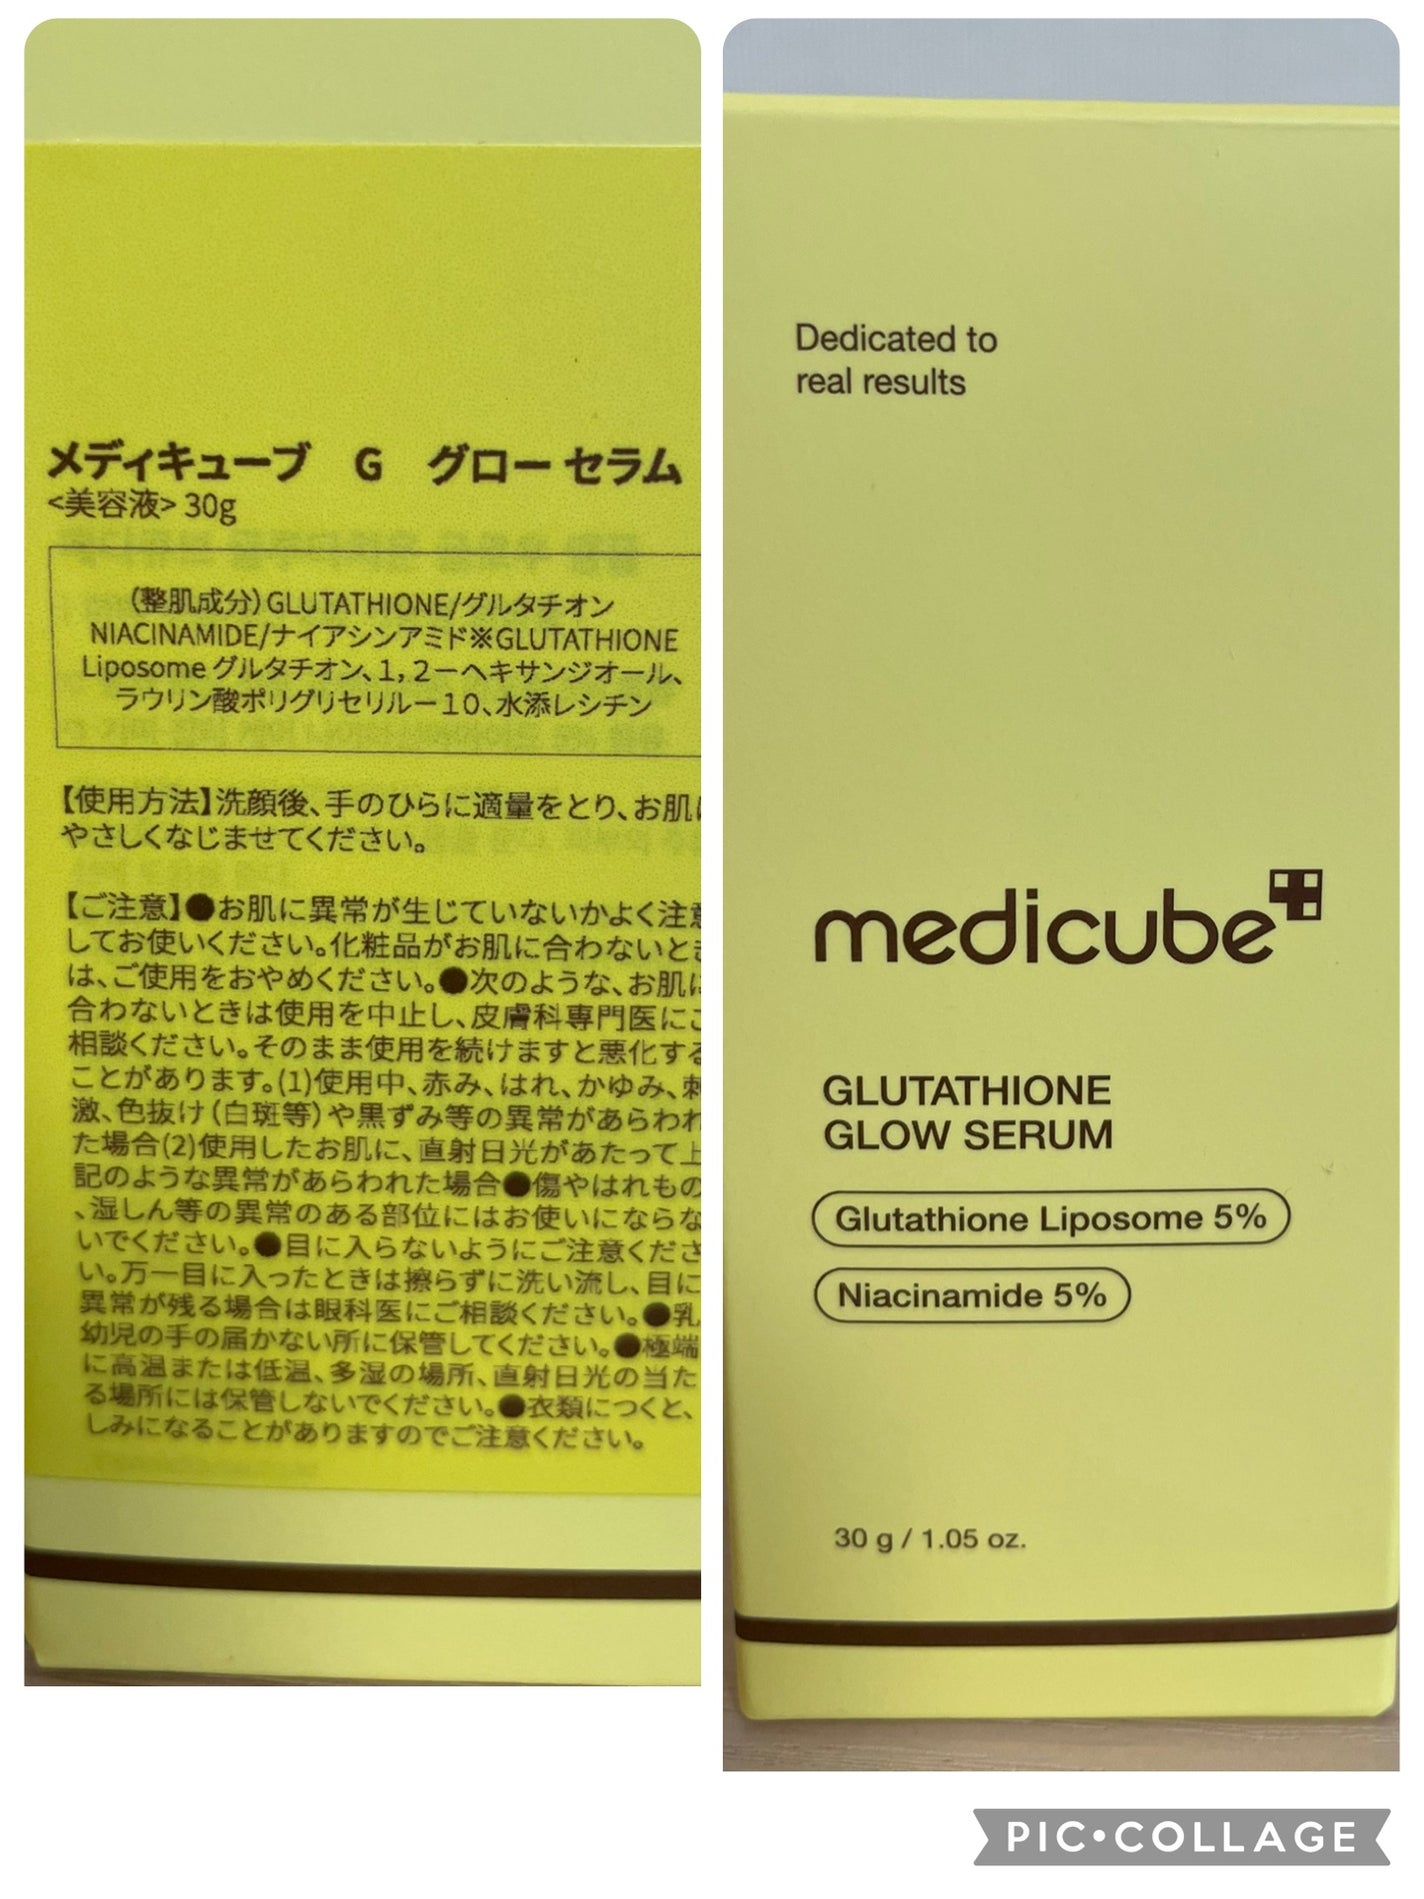 メディキューブ G グロー セラム
<美容液> 30g
(整肌成分) GLUTATHIONE/グルタチオン
NIACINAMIDE/ナイアシンアミド※GLUTATHIONE
Liposome グルタチオン、1，2－ヘキサンジオール、
ラウリン酸ポリグリセリル－10、水添レシチン
【使用方法】洗顔後、手のひらに適量をとり、お肌に
やさしくなじませてください。
【ご注意】●お肌に異常が生じていないかよく注意
してお使いください。化粧品がお肌に合わないとき
は、ご使用をおやめください。●次のような、お肌に
合わないときは使用を中止し、皮膚科専門医にご
相談ください。そのまま使用を続けますと悪化する
ことがあります。(1)使用中、赤み、はれ、かゆみ、刺
激、色抜け(白斑等)や黒ずみ等の異常があらわれ
た場合(2)使用したお肌に、直射日光があたって上
記のような異常があらわれた場合●傷やはれもの
、湿しん等の異常のある部位にはお使いにならな
いでください。●目に入らないようにご注意くださ
い。万一目に入ったときは擦らずに洗い流し、目に
異常が残る場合は眼科医にご相談ください。●乳
幼児の手の届かない所に保管してください。●極端
に高温または低温、多湿の場所、直射日光の当た
る場所には保管しないでください。●衣類につくと、
しみになることがありますのでご注意ください。
Dedicated to
real results
medicube
GLUTATHIONE
GLOW SERUM
Glutathione Liposome 5%
Niacinamide 5%
30 g / 1.05 oz.
PIC•COLLAGE